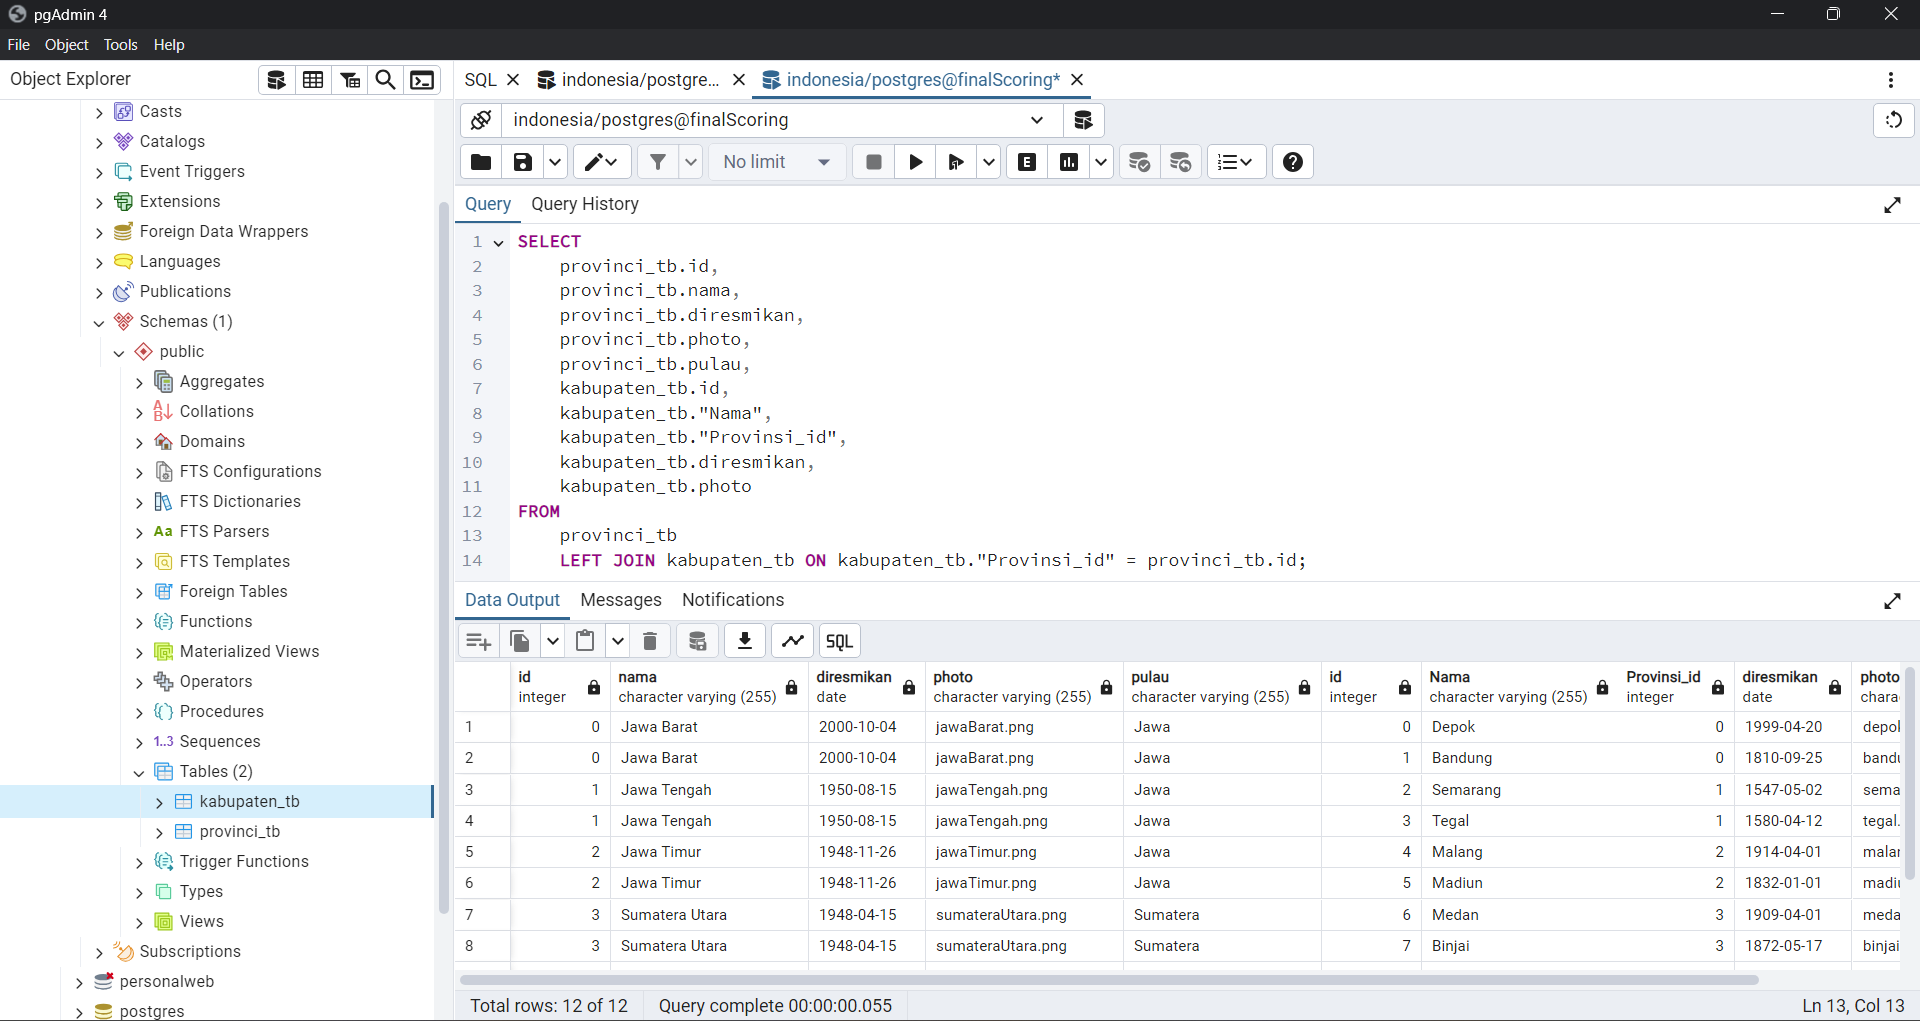 pgAdmin 4
File Object Tools Help
Object Explorer
SQL indonesia/postgre... indonesia/postgres@finalScoring*
indonesia/postgres@finalScoring
No limit
Query Query History
Casts
Catalogs
Event Triggers
Extensions
Foreign Data Wrappers
Languages
Publications
Schemas (1)
public
Aggregates
Collations
Domains
FTS Configurations
FTS Dictionaries
FTS Parsers
FTS Templates
Foreign Tables
Functions
Materialized Views
Operators
Procedures
1..3 Sequences
Tables (2)
kabupaten_tb
provinci_tb
Trigger Functions
Types
Views
Subscriptions
personalweb
postgres
1 SELECT
2 provinci_tb.id,
3 provinci_tb.nama,
4 provinci_tb.diresmikan,
5 provinci_tb.photo,
6 provinci_tb.pulau,
7 kabupaten_tb.id,
8 kabupaten_tb."Nama",
9 kabupaten_tb."Provinsi_id",
10 kabupaten_tb.diresmikan,
11 kabupaten_tb.photo
12 FROM
13 provinci_tb
14 LEFT JOIN kabupaten_tb ON kabupaten_tb."Provinsi_id" = provinci_tb.id;
Data Output Messages Notifications
SQL
id nama diresmikan photo pulau id Nama Provinsi_id diresmikan photo
integer character varying (255) date character varying (255) character varying (255) integer character varying (255) integer date chara
1 0 Jawa Barat 2000-10-04 jawaBarat.png Jawa 0 Depok 0 1999-04-20 depok
2 0 Jawa Barat 2000-10-04 jawaBarat.png Jawa 1 Bandung 0 1810-09-25 bandu
3 1 Jawa Tengah 1950-08-15 jawaTengah.png Jawa 2 Semarang 1 1547-05-02 sema
4 1 Jawa Tengah 1950-08-15 jawaTengah.png Jawa 3 Tegal 1 1580-04-12 tegal.
5 2 Jawa Timur 1948-11-26 jawaTimur.png Jawa 4 Malang 2 1914-04-01 malar
6 2 Jawa Timur 1948-11-26 jawaTimur.png Jawa 5 Madiun 2 1832-01-01 madiu
7 3 Sumatera Utara 1948-04-15 sumateraUtara.png Sumatera 6 Medan 3 1909-04-01 meda
8 3 Sumatera Utara 1948-04-15 sumateraUtara.png Sumatera 7 Binjai 3 1872-05-17 binjai
Total rows: 12 of 12 Query complete 00:00:00.055 Ln 13, Col 13